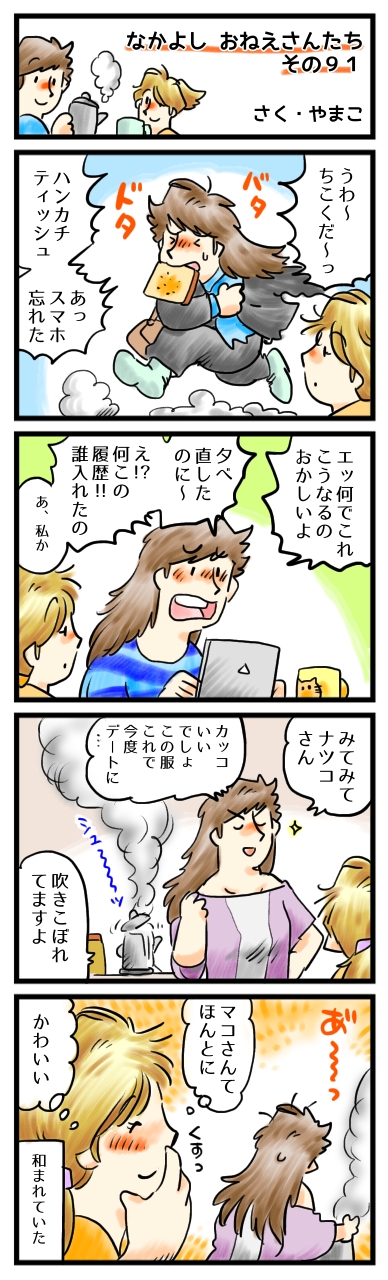 なかよし おねえさんたち
その91
さく・やまこ
うわ〜
ちこくだ〜っ
バタ
ドタ
ハンカチ
ティッシュ
あっ
スマホ
忘れた
エッ何でこれ
こうなるの
おかしいよ
夕べ
直した
のに〜
え!?
何この
履歴!!
誰入れたの
あ、私か
みてみて
ナツコ
さん
カッコ
いい
でしょ
この服
これで
今度
デートに
…
シュ〜〜ッ
吹きこぼれ
てますよ
あ〜〜っ
マコさんて
ほんとに
くすっ
かわいい
和まれていた